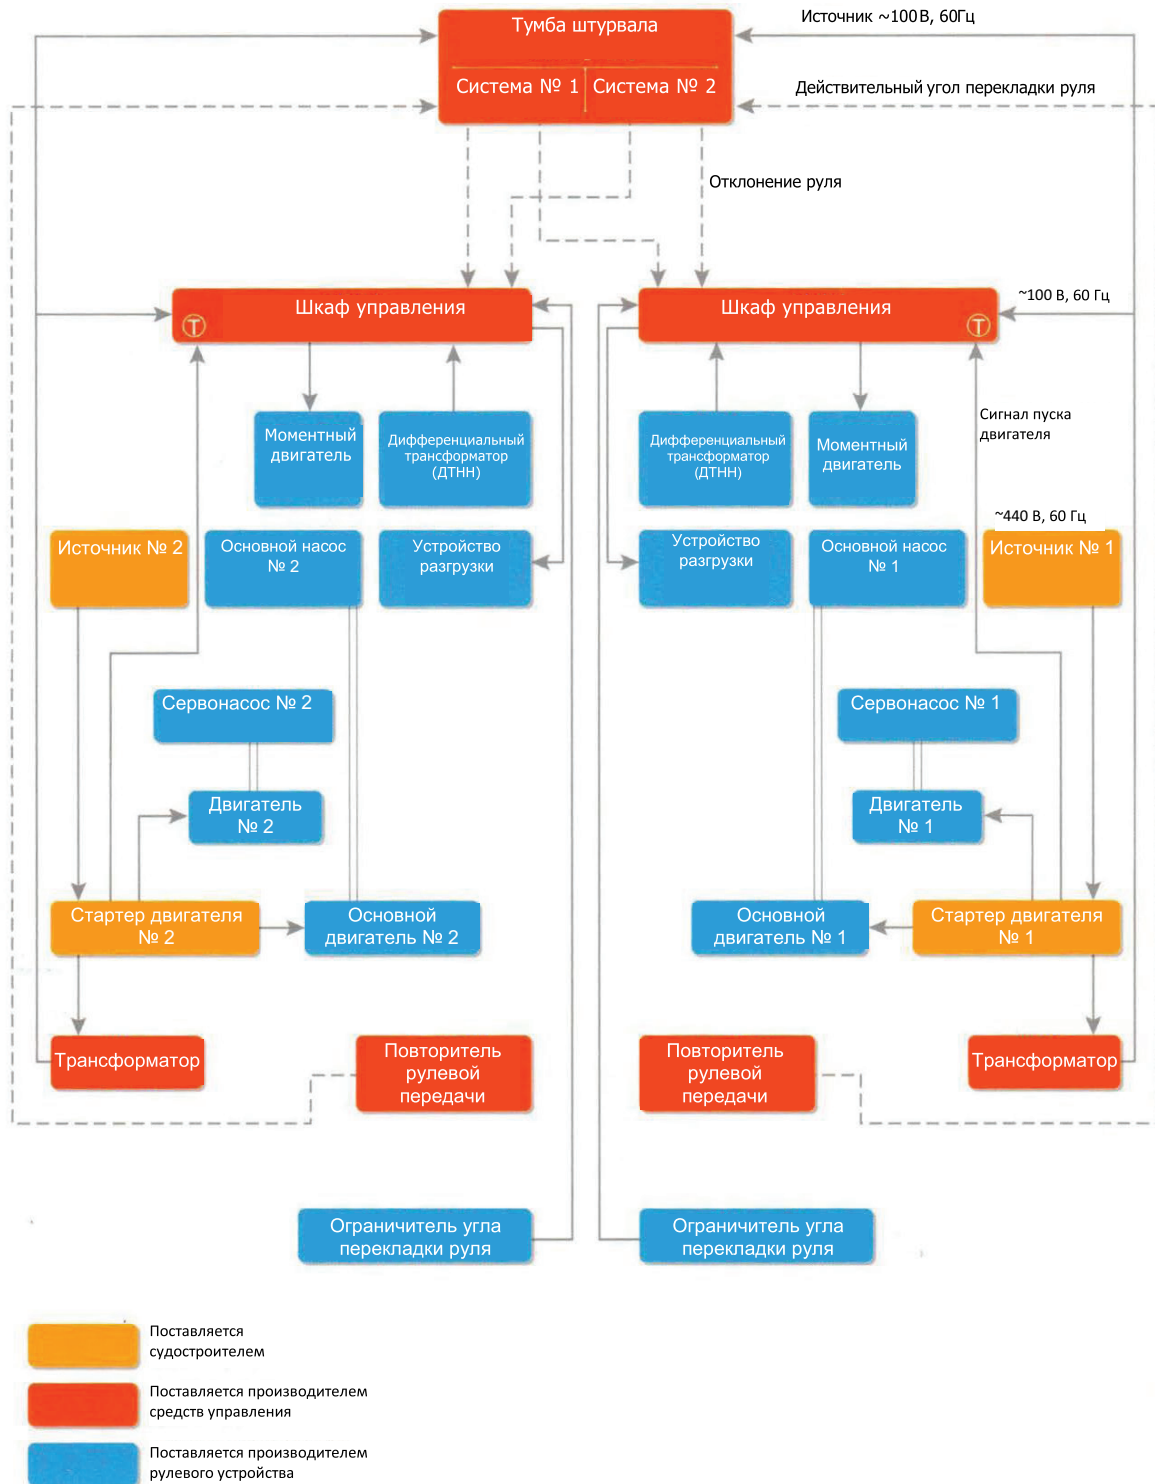 Тумба штурвала
Источник ~100 В, 60Гц
Система № 1
Система № 2
Действительный угол перекладки руля
Отклонение руля
Шкаф управления
T
Шкаф управления
T
~100 В, 60 Гц
Моментный
двигатель
Дифференциальный
трансформатор
(ДТНН)
Дифференциальный
трансформатор
(ДТНН)
Моментный
двигатель
Сигнал пуска
двигателя
~440 В, 60 Гц
Источник № 2
Основной насос
№ 2
Устройство
разгрузки
Устройство
разгрузки
Основной насос
№ 1
Источник № 1
Сервонасос № 2
Сервонасос № 1
Двигатель
№ 2
Двигатель
№ 1
Стартер двигателя
№ 2
Основной
двигатель № 2
Основной
двигатель № 1
Стартер двигателя
№ 1
Трансформатор
Повторитель
рулевой
передачи
Повторитель
рулевой
передачи
Трансформатор
Ограничитель угла
перекладки руля
Ограничитель угла
перекладки руля
Поставляется
судостроителем
Поставляется производителем
средств управления
Поставляется производителем
рулевого устройства